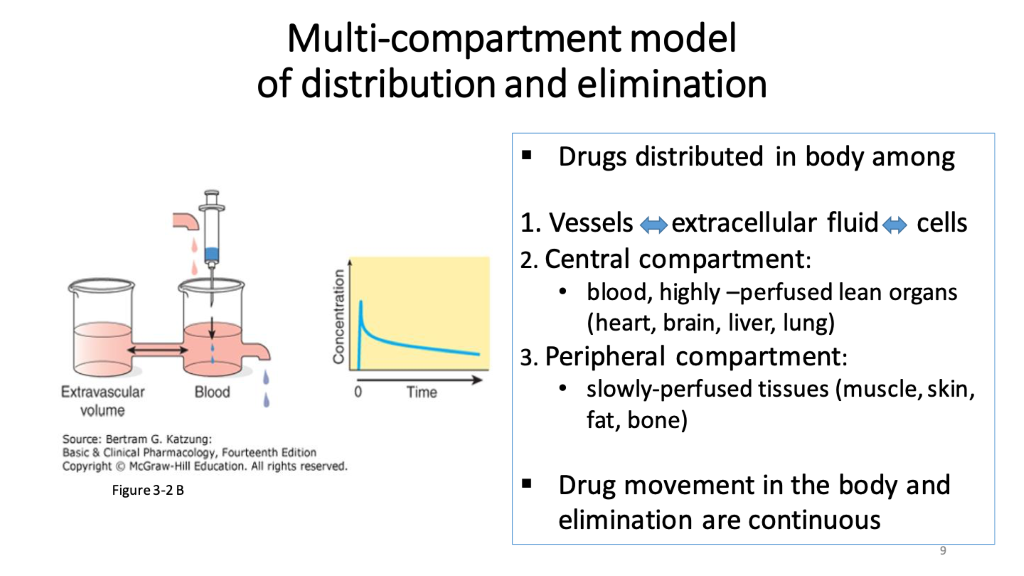 Multi-compartment model
of distribution and elimination
Concentration
0
Time
Extravascular
volume
Blood
Source: Bertram G. Katzung:
Basic & Clinical Pharmacology, Fourteenth Edition
Copyright © McGraw-Hill Education. All rights reserved.
Figure 3-2 B
▪ Drugs distributed in body among
1. Vessels ⬌ extracellular fluid ⬌ cells
2. Central compartment:
• blood, highly –perfused lean organs
(heart, brain, liver, lung)
3. Peripheral compartment:
• slowly-perfused tissues (muscle, skin,
fat, bone)
▪ Drug movement in the body and
elimination are continuous
9